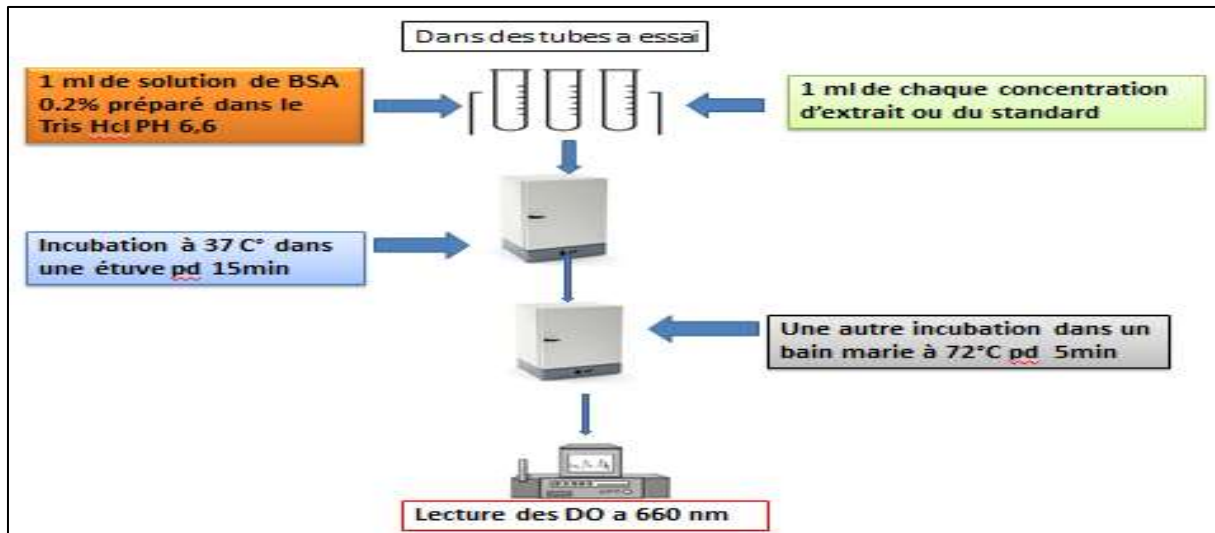 Dans des tubes a essai
1 ml de solution de BSA
0.2% préparé dans le
Tris Hcl PH 6,6
1 ml de chaque concentration
d'extrait ou du standard
Incubation à 37 C° dans
une étuve pd 15min
Une autre incubation dans un
bain marie à 72°C pd 5min
Lecture des DO a 660 nm